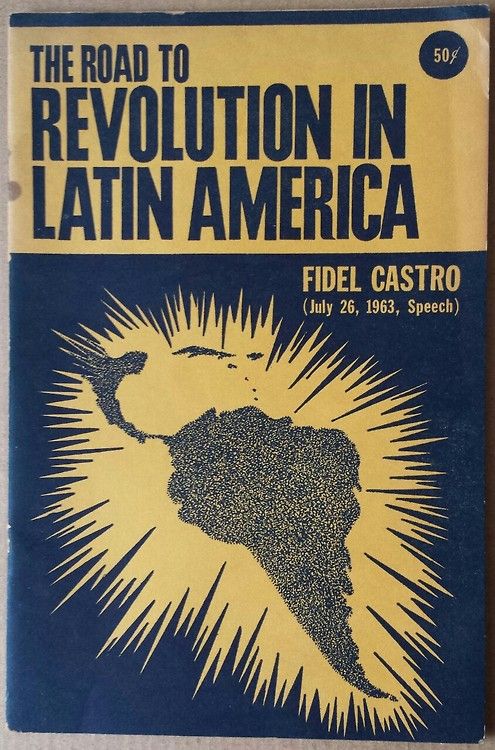 50¢
THE ROAD TO
REVOLUTION IN
LATIN AMERICA
FIDEL CASTRO
(July 26, 1963, Speech)